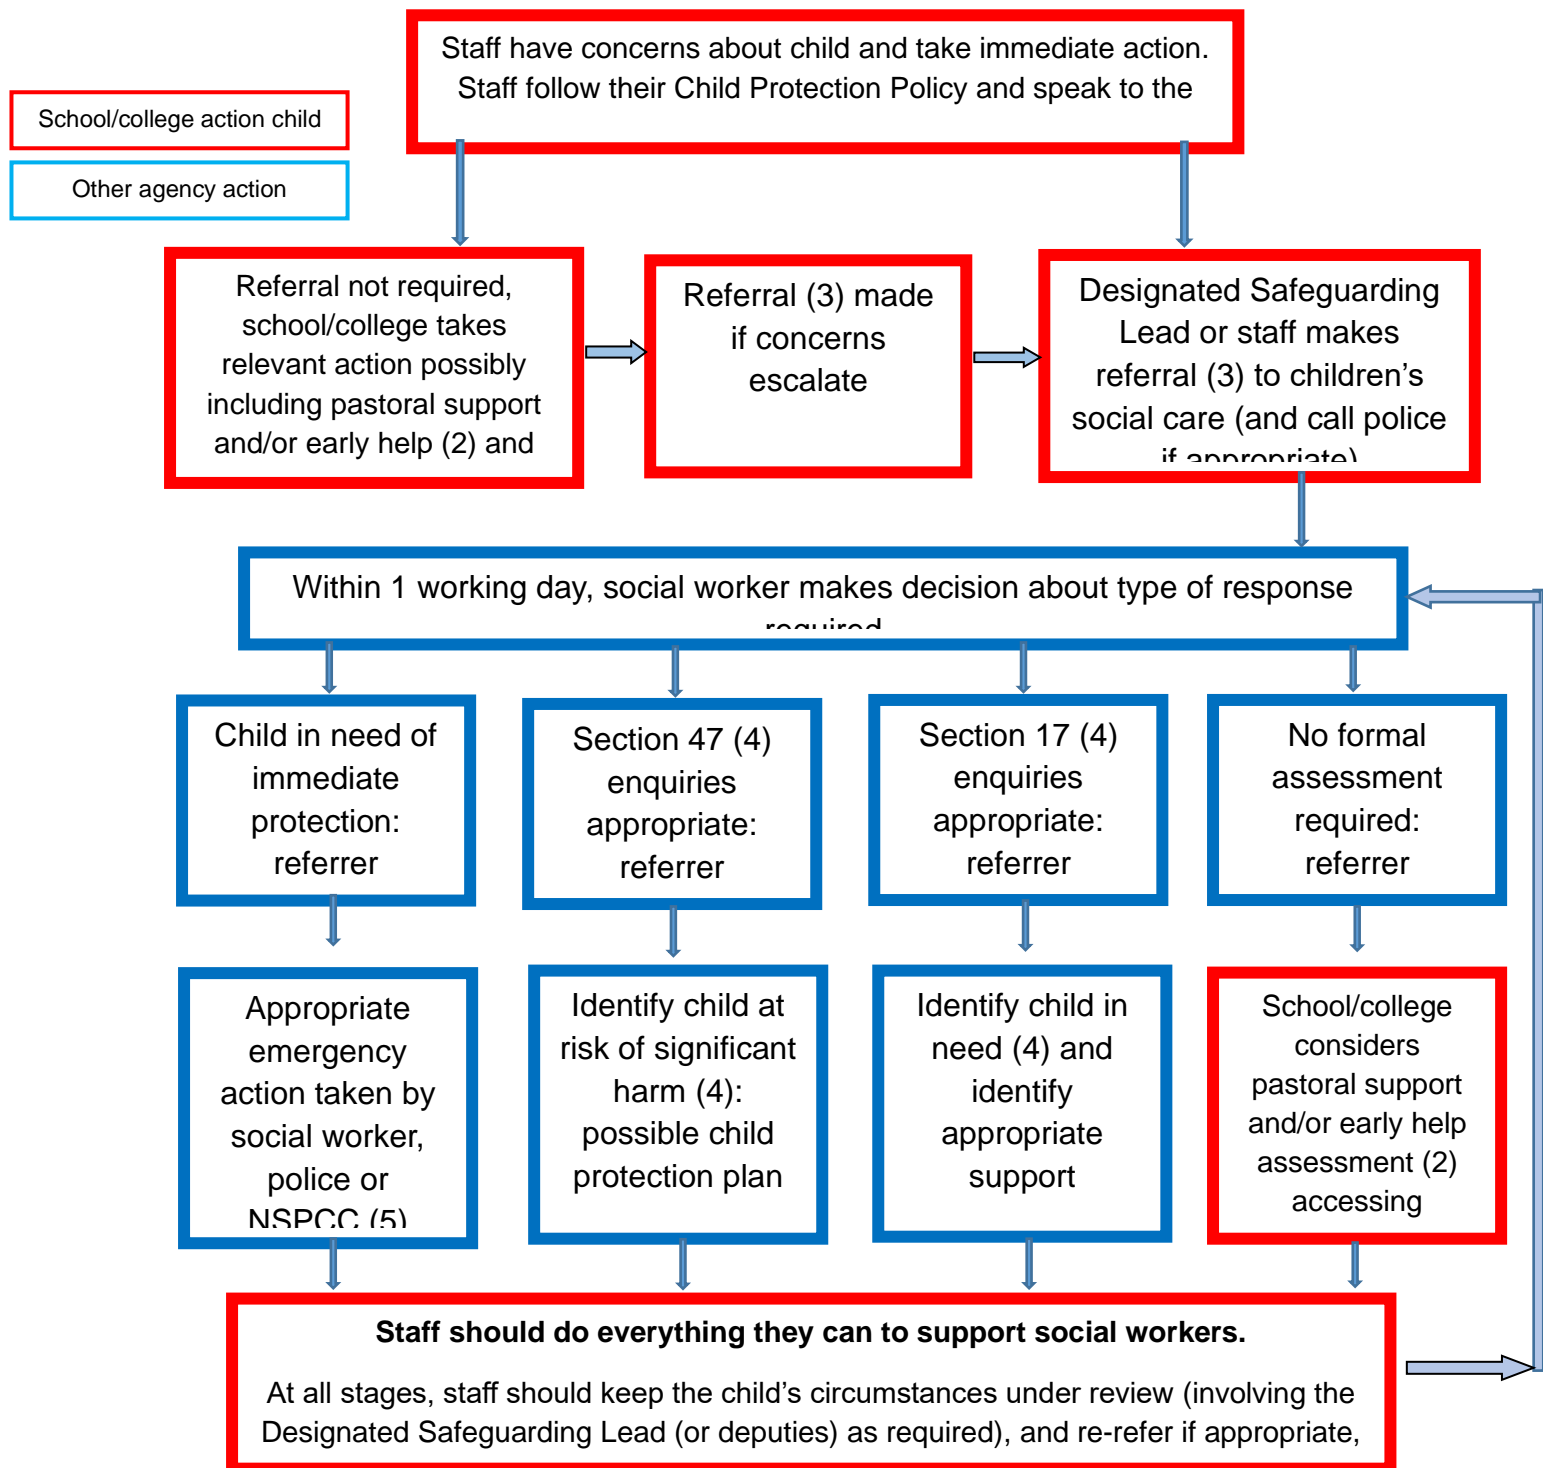 Staff have concerns about child and take immediate action.
Staff follow their Child Protection Policy and speak to the
School/college action child
Other agency action
Referral not required,
school/college takes
relevant action possibly
including pastoral support
and/or early help (2) and
Referral (3) made
if concerns
escalate
Designated Safeguarding
Lead or staff makes
referral (3) to children’s
social care (and call police
if appropriate)
Within 1 working day, social worker makes decision about type of response
required
Child in need of
immediate
protection:
referrer
Section 47 (4)
enquiries
appropriate:
referrer
Section 17 (4)
enquiries
appropriate:
referrer
No formal
assessment
required:
referrer
Appropriate
emergency
action taken by
social worker,
police or
NSPCC (5)
Identify child at
risk of significant
harm (4):
possible child
protection plan
Identify child in
need (4) and
identify
appropriate
support
School/college
considers
pastoral support
and/or early help
assessment (2)
accessing
Staff should do everything they can to support social workers.
At all stages, staff should keep the child’s circumstances under review (involving the
Designated Safeguarding Lead (or deputies) as required), and re-refer if appropriate,